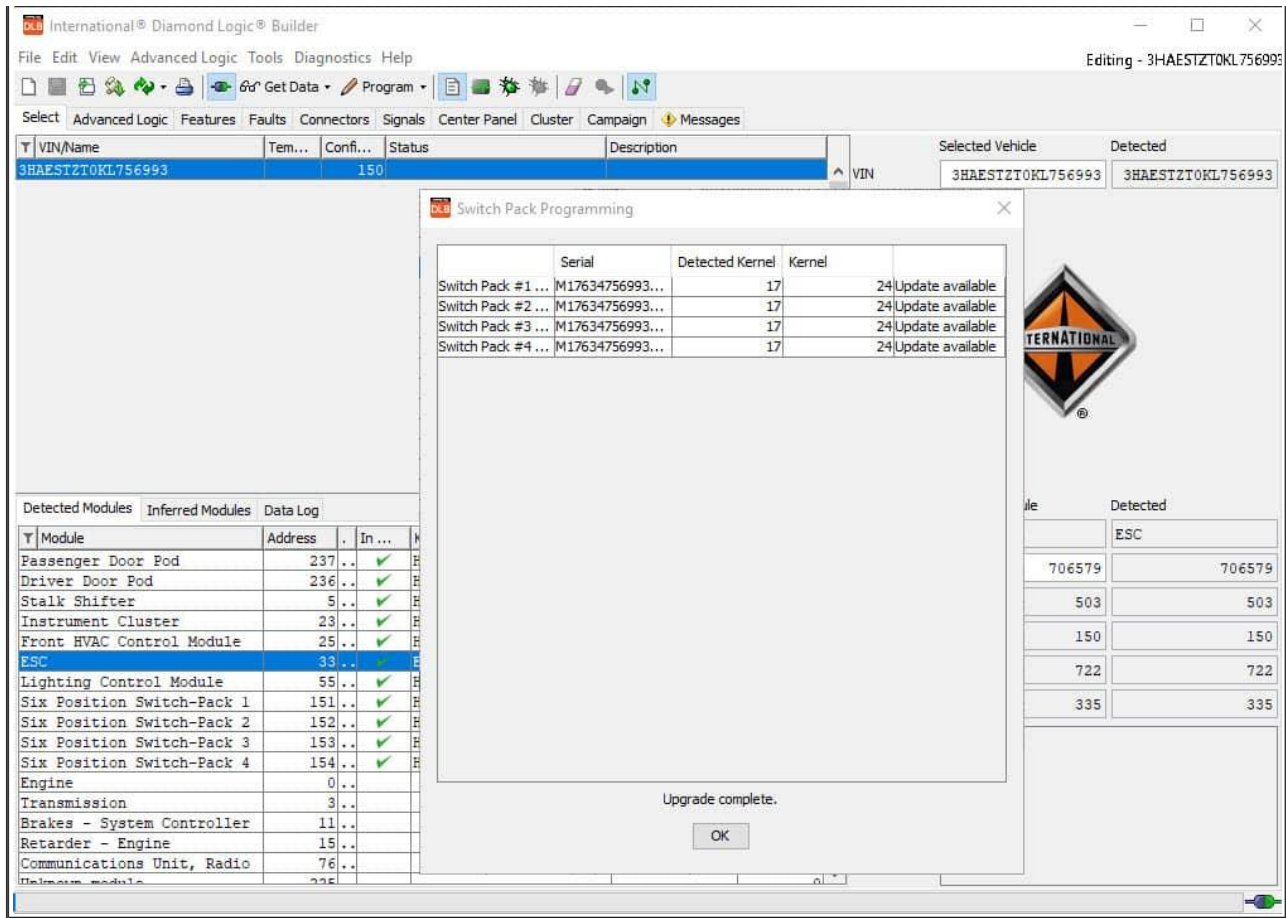 International® Diamond Logic® Builder
File Edit View Advanced Logic Tools Diagnostics Help
Editing - 3HAESTZT0KL756993
Get Data Program
Select Advanced Logic Features Faults Connectors Signals Center Panel Cluster Campaign Messages
VIN/Name Tem... Confi... Status Description
3HAESTZT0KL756993 150
Selected Vehicle Detected
VIN 3HAESTZT0KL756993 3HAESTZT0KL756993
DLB Switch Pack Programming
Serial Detected Kernel Kernel
Switch Pack #1 ... M17634756993... 17 24 Update available
Switch Pack #2 ... M17634756993... 17 24 Update available
Switch Pack #3 ... M17634756993... 17 24 Update available
Switch Pack #4 ... M17634756993... 17 24 Update available
Upgrade complete.
OK
TERNATIONAL
®
Detected Modules Inferred Modules Data Log
Module Address . In ...
Passenger Door Pod 237 ..
Driver Door Pod 236 ..
Stalk Shifter 5 ..
Instrument Cluster 23 ..
Front HVAC Control Module 25 ..
ESC 33 ..
Lighting Control Module 55 ..
Six Position Switch-Pack 1 151 ..
Six Position Switch-Pack 2 152 ..
Six Position Switch-Pack 3 153 ..
Six Position Switch-Pack 4 154 ..
Engine 0 ..
Transmission 3 ..
Brakes - System Controller 11 ..
Retarder - Engine 15 ..
Communications Unit, Radio 76 ..
Detected
ESC
706579 706579
503 503
150 150
722 722
335 335